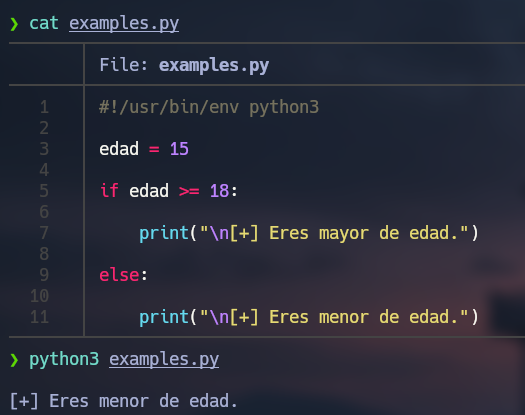 ❯ cat examples.py
File: examples.py
1 #!/usr/bin/env python3
2
3 edad = 15
4
5 if edad >= 18:
6
7     print("\n[+] Eres mayor de edad.")
8
9 else:
10
11     print("\n[+] Eres menor de edad.")
❯ python3 examples.py
[+] Eres menor de edad.